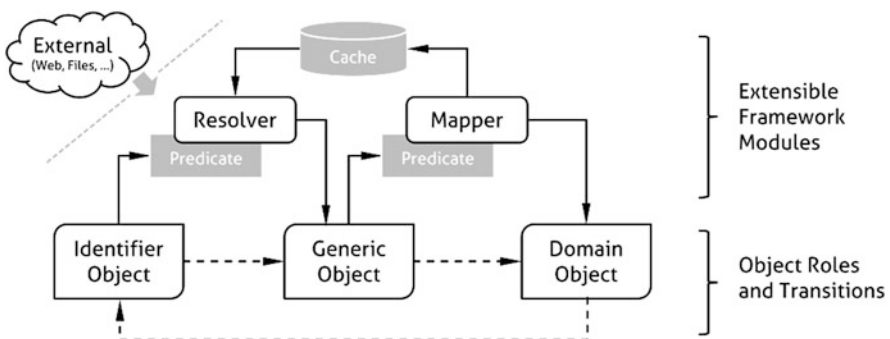 External
(Web, Files, ...)
Cache
Resolver
Mapper
Predicate
Predicate
Extensible
Framework
Modules
Identifier
Object
Generic
Object
Domain
Object
Object Roles
and Transitions